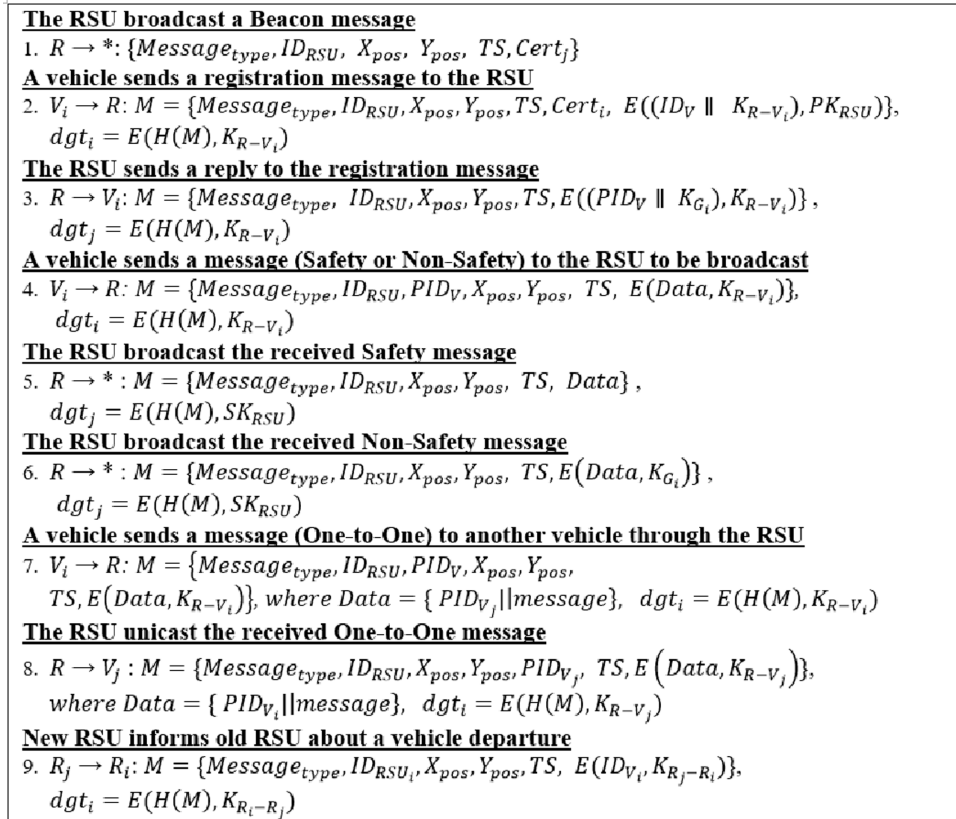 The RSU broadcast a Beacon message
1. R → *: {Message_type, ID_RSU, X_pos, Y_pos, TS, Cert_j}
A vehicle sends a registration message to the RSU
2. V_i → R: M = {Message_type, ID_RSU, X_pos, Y_pos, TS, Cert_i, E((ID_V ∥ K_R−V_i), PK_RSU)},
dgt_i = E(H(M), K_R−V_i)
The RSU sends a reply to the registration message
3. R → V_i: M = {Message_type, ID_RSU, X_pos, Y_pos, TS, E((PID_V ∥ K_G_i), K_R−V_i)} ,
dgt_j = E(H(M), K_R−V_i)
A vehicle sends a message (Safety or Non-Safety) to the RSU to be broadcast
4. V_i → R: M = {Message_type, ID_RSU, PID_V, X_pos, Y_pos, TS, E(Data, K_R−V_i)},
dgt_i = E(H(M), K_R−V_i)
The RSU broadcast the received Safety message
5. R → * : M = {Message_type, ID_RSU, X_pos, Y_pos, TS, Data} ,
dgt_j = E(H(M), SK_RSU)
The RSU broadcast the received Non-Safety message
6. R → * : M = {Message_type, ID_RSU, X_pos, Y_pos, TS, E(Data, K_G_i)} ,
dgt_j = E(H(M), SK_RSU)
A vehicle sends a message (One-to-One) to another vehicle through the RSU
7. V_i → R: M = {Message_type, ID_RSU, PID_V, X_pos, Y_pos,
TS, E(Data, K_R−V_i)}, where Data = { PID_V_j||message}, dgt_i = E(H(M), K_R−V_i)
The RSU unicast the received One-to-One message
8. R → V_j : M = {Message_type, ID_RSU, X_pos, Y_pos, PID_V_j, TS, E(Data, K_R−V_j)},
where Data = { PID_V_i||message}, dgt_i = E(H(M), K_R−V_j)
New RSU informs old RSU about a vehicle departure
9. R_j → R_i: M = {Message_type, ID_RSU_i, X_pos, Y_pos, TS, E(ID_V_i, K_R_j−R_i)},
dgt_i = E(H(M), K_R_i−R_j)